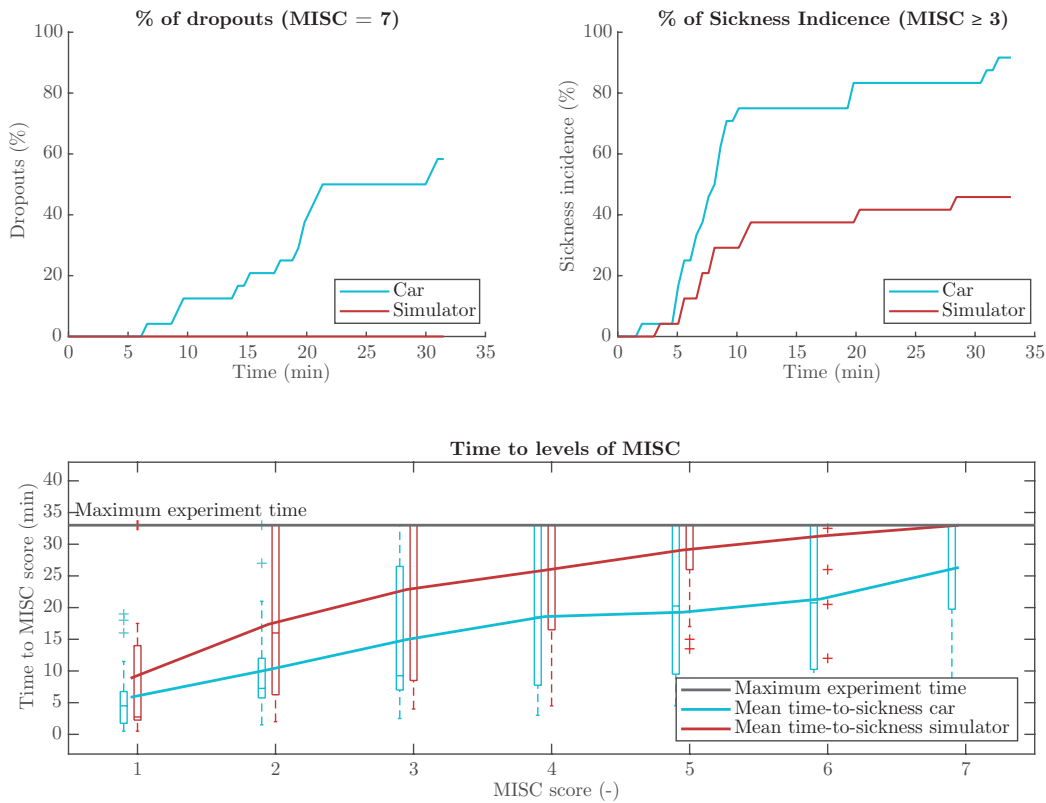 % of dropouts (MISC = 7)
100
80
60
40
20
0
Dropouts (%)
0 5 10 15 20 25 30 35
Time (min)
Car
Simulator
% of Sickness Indicence (MISC ≥ 3)
100
80
60
40
20
0
Sickness incidence (%)
0 5 10 15 20 25 30 35
Time (min)
Car
Simulator
Time to levels of MISC
40
35
30
25
20
15
10
5
0
Time to MISC score (min)
Maximum experiment time
Maximum experiment time
Mean time-to-sickness car
Mean time-to-sickness simulator
1 2 3 4 5 6 7
MISC score (-)